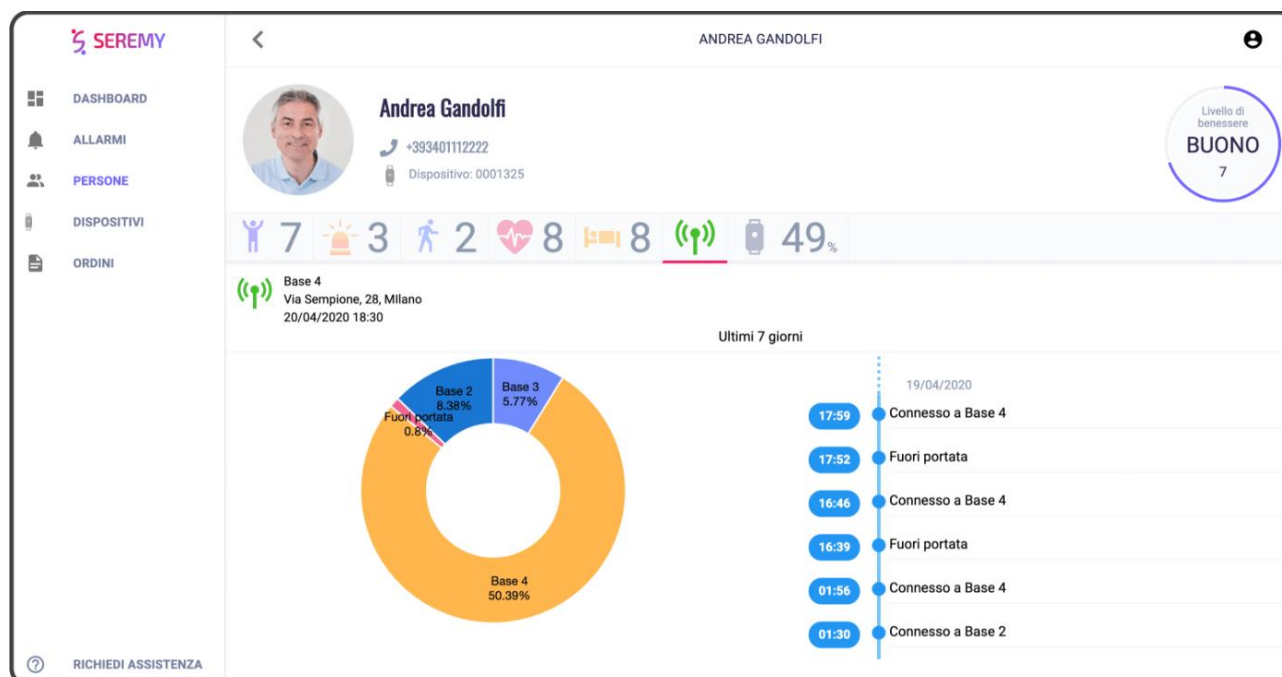 SEREMY
ANDREA GANDOLFI
DASHBOARD
ALLARMI
PERSONE
DISPOSITIVI
ORDINI
RICHIEDI ASSISTENZA
Andrea Gandolfi
+393401112222
Dispositivo: 0001325
Livello di
benessere
BUONO
7
7 3 2 8 8 49%
Base 4
Via Sempione, 28, MIlano
20/04/2020 18:30
Ultimi 7 giorni
Base 2
8.38%
Base 3
5.77%
Fuori portata
0.8%
Base 4
50.39%
19/04/2020
17:59 Connesso a Base 4
17:52 Fuori portata
16:46 Connesso a Base 4
16:39 Fuori portata
01:56 Connesso a Base 4
01:30 Connesso a Base 2